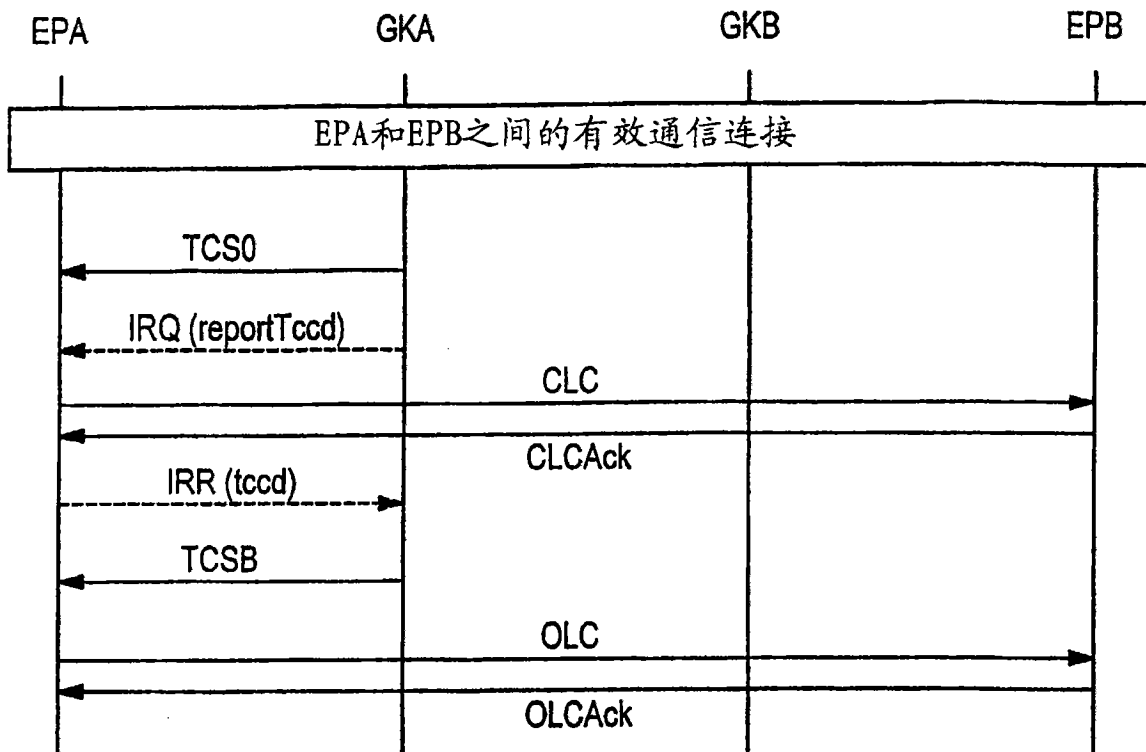 EPA GKA GKB EPB
EPA和EPB之间的有效通信连接
TCS0
IRQ (reportTccd)
CLC
CLCAck
IRR (tccd)
TCSB
OLC
OLCAck